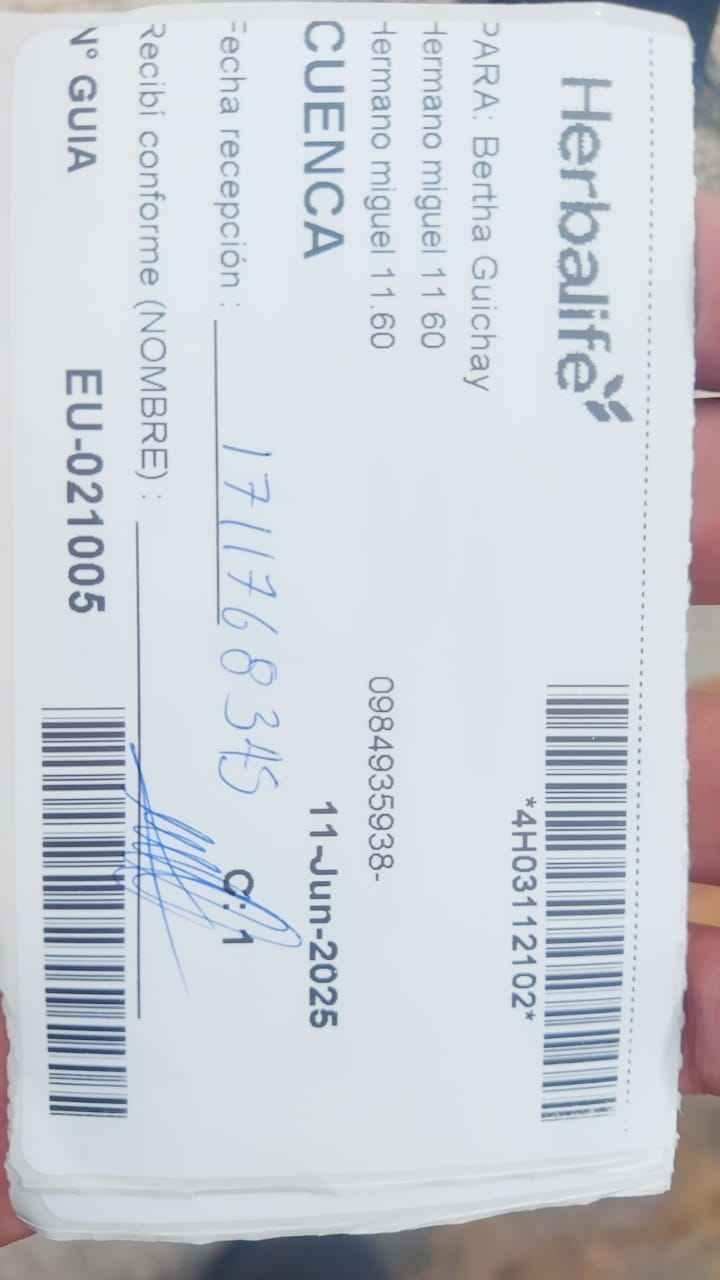 Herbalife
*4H03112102*
PARA: Bertha Guichay
Hermano miguel 11 60
Hermano miguel 11.60 0984935938-
CUENCA 11-Jun-2025
Fecha recepción : 1711768345 C: 1
Recibí conforme (NOMBRE) :
N° GUIA EU-021005